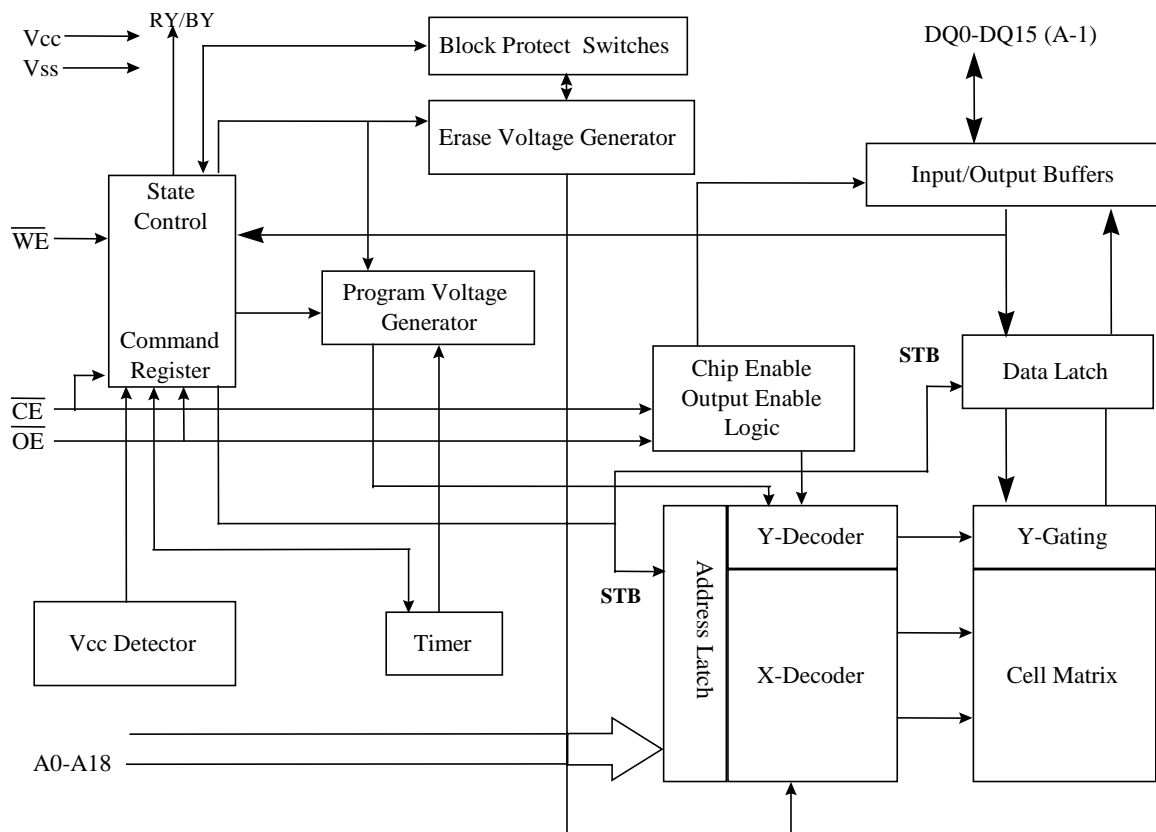 RY/BY
Vcc
Vss
Block Protect Switches
DQ0-DQ15 (A-1)
Erase Voltage Generator
Input/Output Buffers
State
Control
WE
Program Voltage
Generator
Command
Register
STB
Chip Enable
Output Enable
Logic
Data Latch
CE
OE
Y-Decoder
Y-Gating
STB
Address Latch
Vcc Detector
Timer
X-Decoder
Cell Matrix
A0-A18